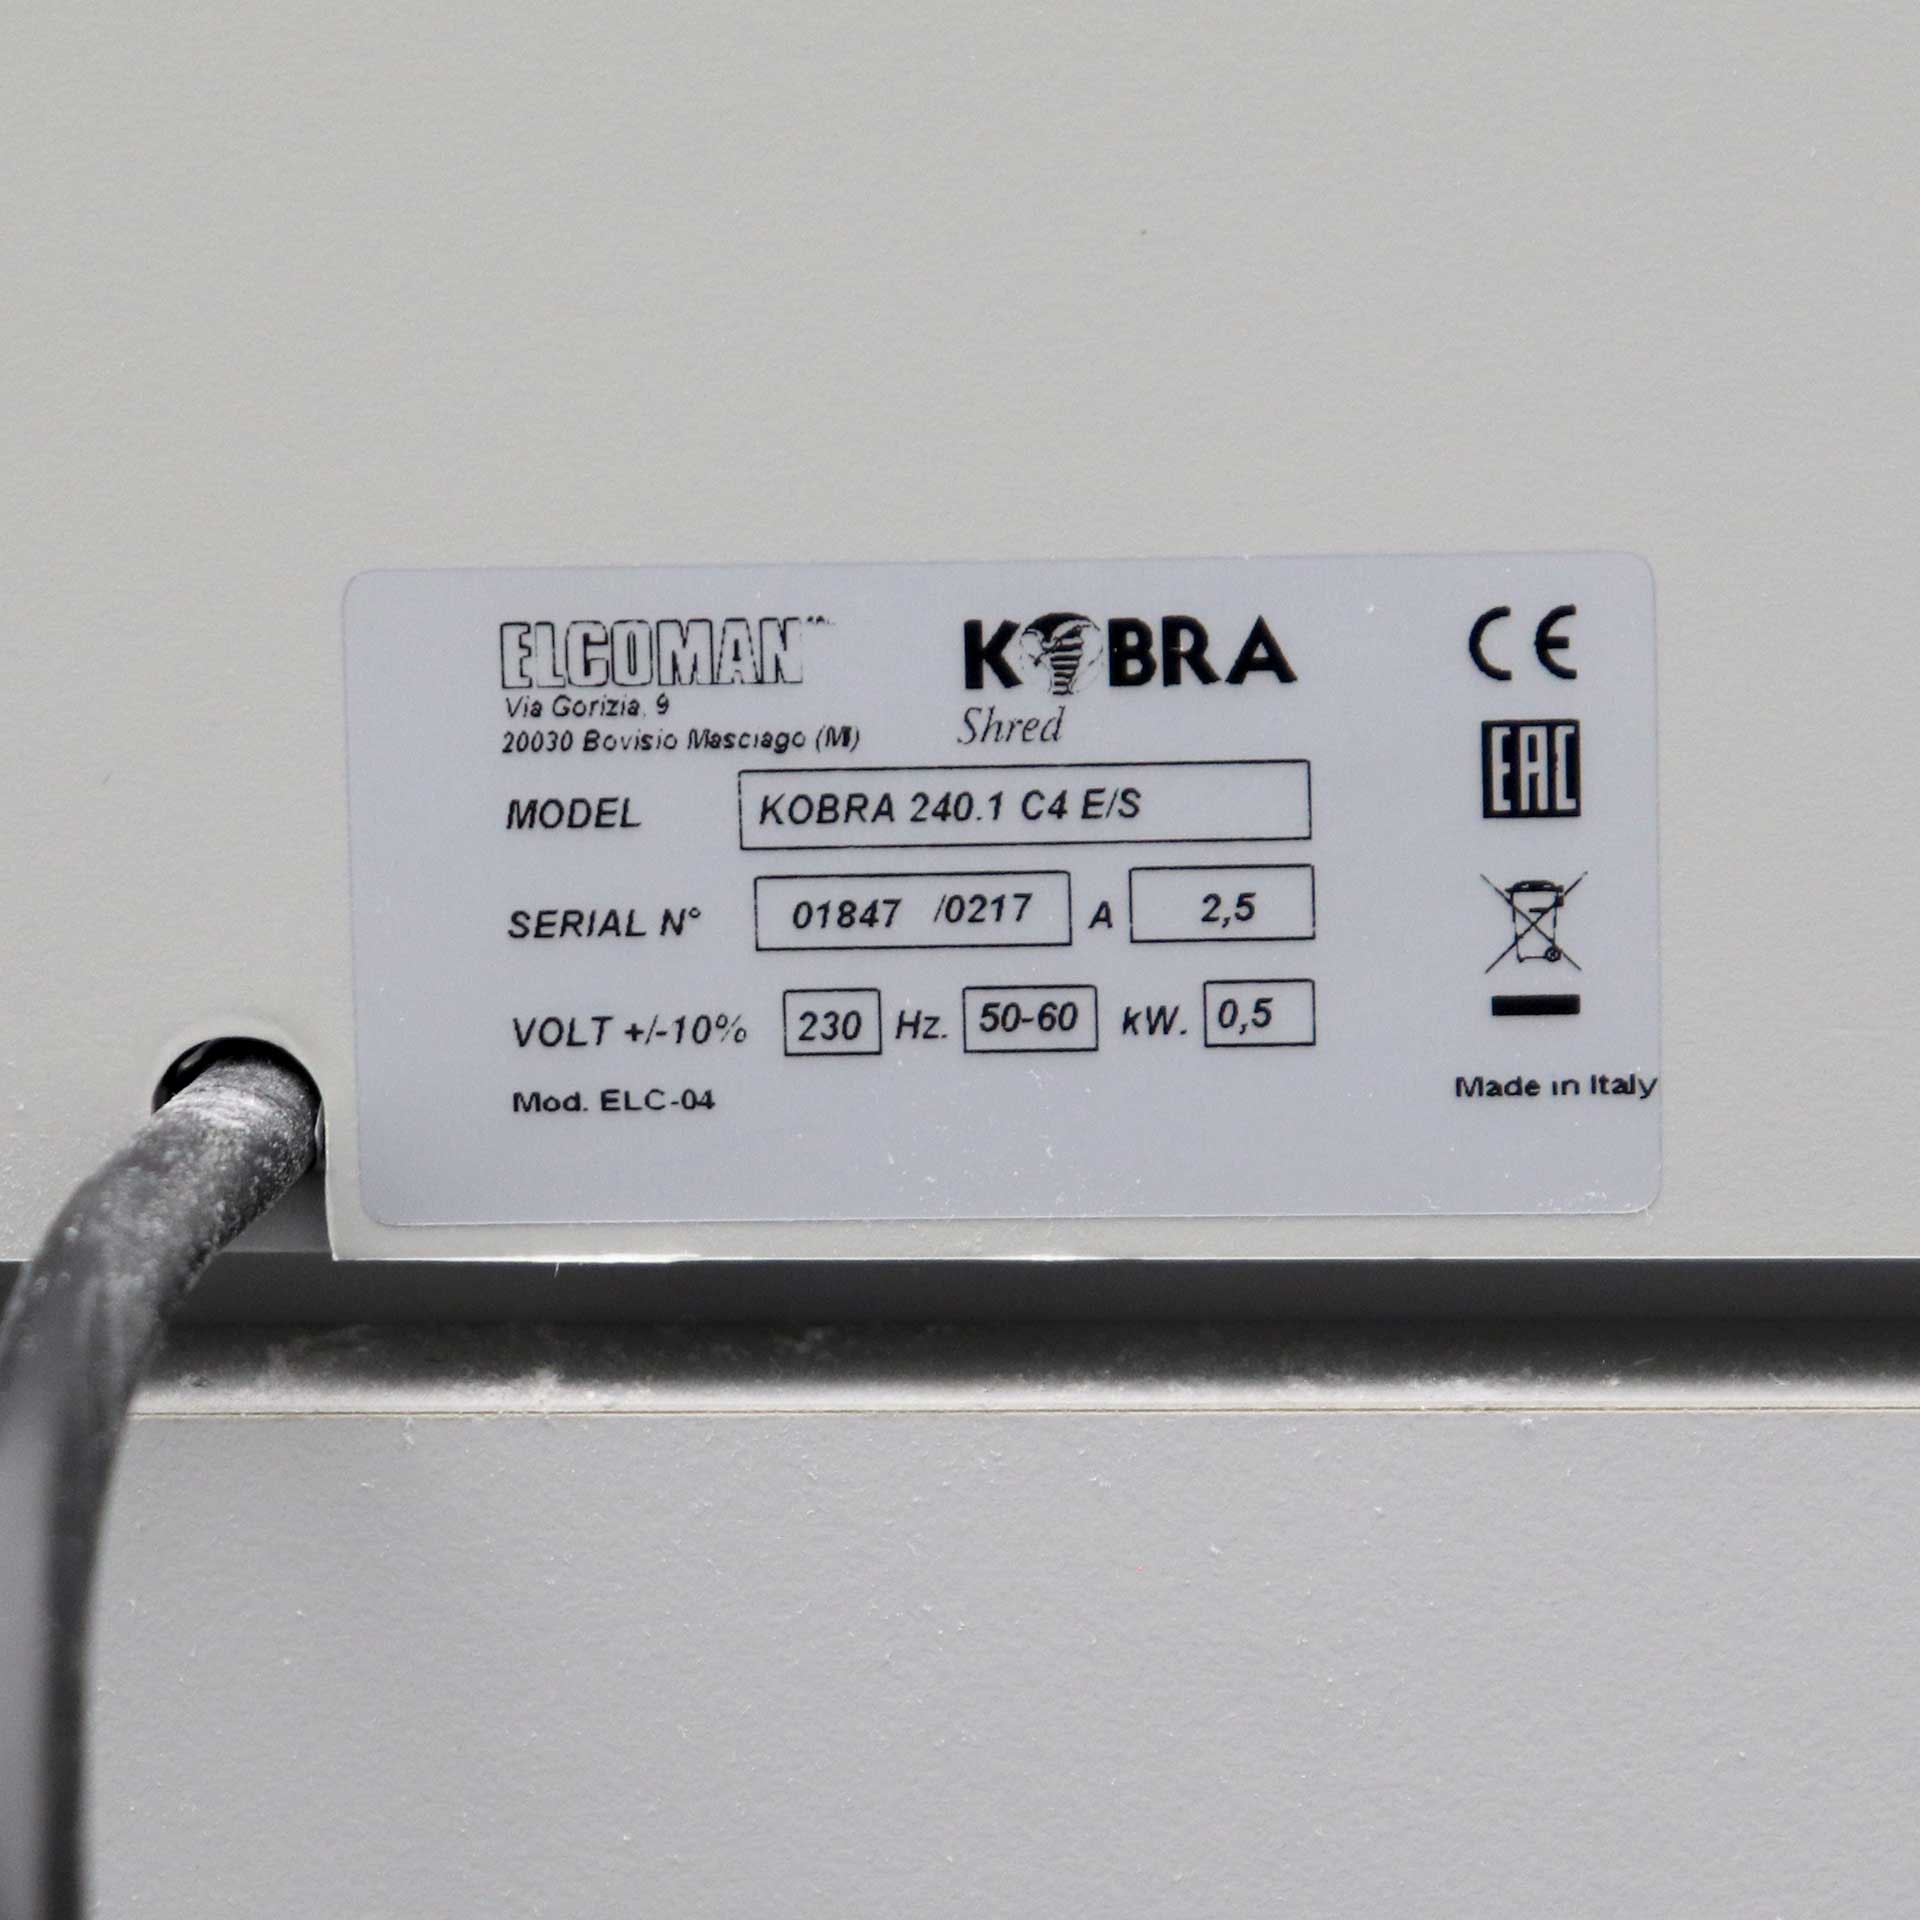 ELCOMAN
KOBRA
Shred
Via Gorizia, 9
20030 Bovisio Masciago (MI)
CE
EAC
MODEL KOBRA 240.1 C4 E/S
SERIAL N° 01847 /0217 A 2,5
VOLT +/-10% 230 Hz. 50-60 kW. 0,5
Mod. ELC-04
Made in Italy